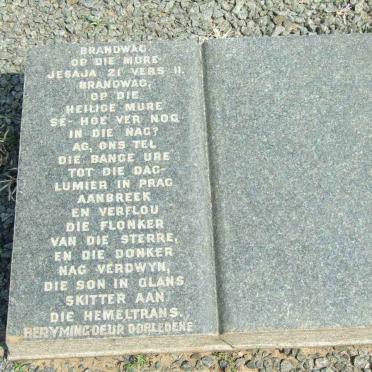 BRANDWAG
OP DIE MURE
JESAJA 21 VERS 11.
BRANDWAG,
OP DIE
HEILIGE MURE
SÊ- HOE VER NOG
IN DIE NAG?
AG, ONS TEL
DIE BANGE URE
TOT DIE DAG-
LUMIER IN PRAG
AANBREEK
EN VERFLOU
DIE FLONKER
VAN DIE STERRE,
EN DIE DONKER
NAG VERDWYN,
DIE SON IN GLANS
SKITTER AAN
DIE HEMELTRANS.
BERYMING DEUR OORLEDENE